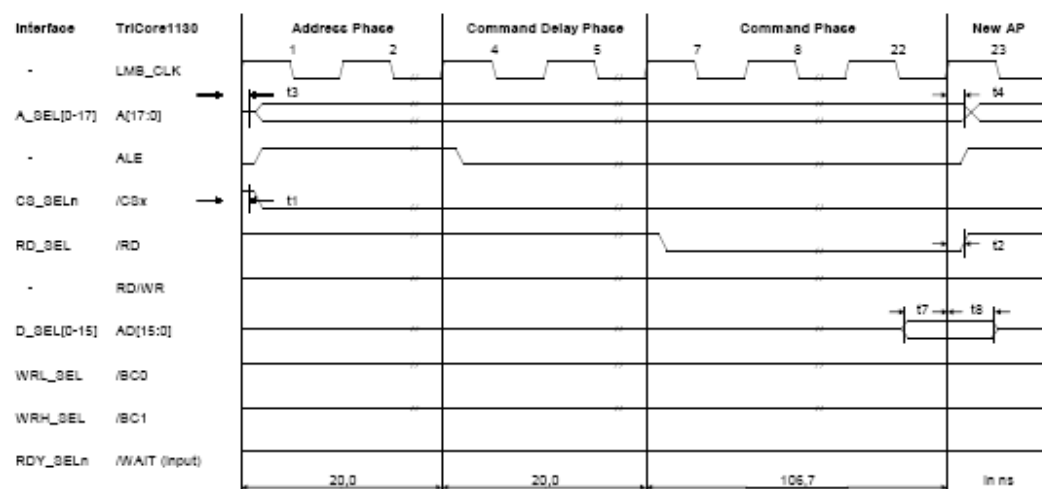 Interface TriCore1130 Address Phase Command Delay Phase Command Phase New AP
1 2 4 5 7 8 22 23
- LMB_CLK
t3 t4
A_SEL[0-17] A[17:0]
- ALE
CS_SELn /CSx t1
RD_SEL /RD t2
- RD/WR
t7 t8
D_SEL[0-15] AD[15:0]
WRL_SEL /BC0
WRH_SEL /BC1
RDY_SELn /WAIT (Input)
20,0 20,0 106,7 in ns